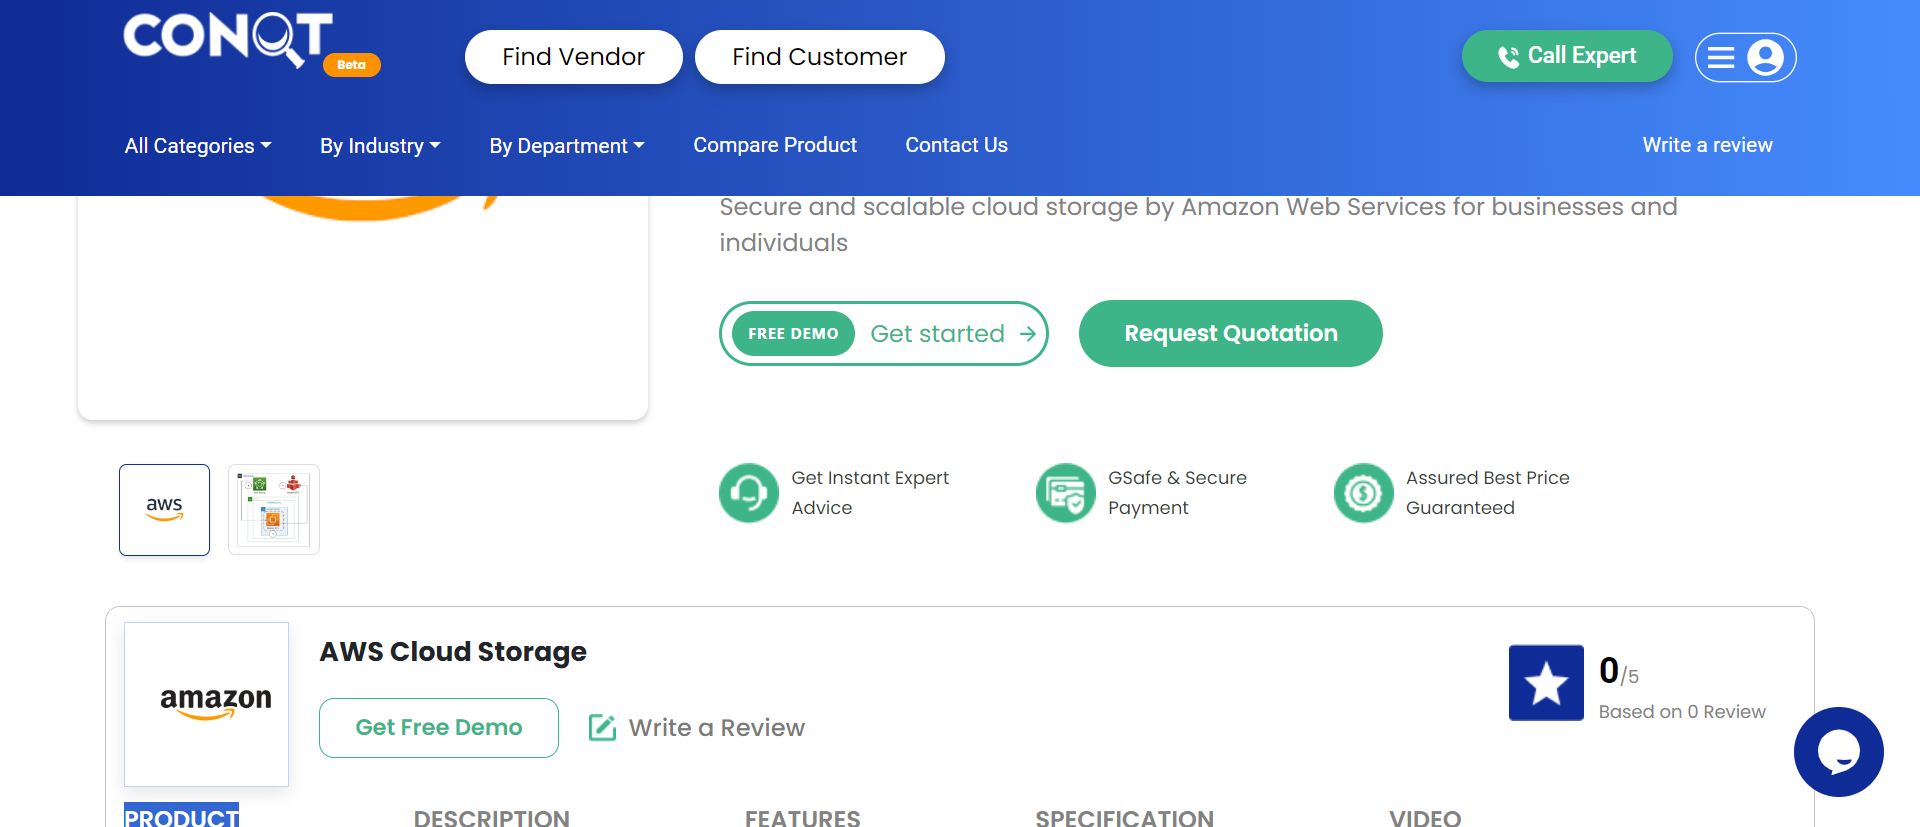 CONQT
Beta
Find Vendor
Find Customer
Call Expert
All Categories
By Industry
By Department
Compare Product
Contact Us
Write a review
Secure and scalable cloud storage by Amazon Web Services for businesses and
individuals
FREE DEMO Get started
Request Quotation
aws
Get Instant Expert
Advice
GSafe & Secure
Payment
Assured Best Price
Guaranteed
amazon
AWS Cloud Storage
Get Free Demo
Write a Review
0/5
Based on 0 Review
PRODUCT
DESCRIPTION
FEATURES
SPECIFICATION
VIDEO